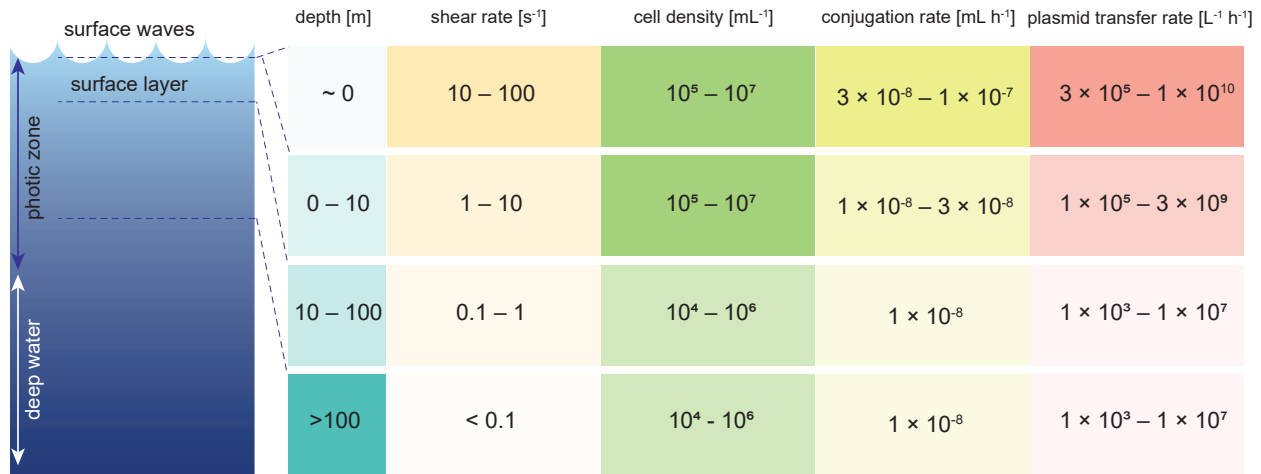 depth [m] shear rate [s⁻¹] cell density [mL⁻¹] conjugation rate [mL h⁻¹] plasmid transfer rate [L⁻¹ h⁻¹]
surface waves
surface layer
photic zone
deep water
~ 0 10 – 100 10⁵ – 10⁷ 3 × 10⁻⁸ – 1 × 10⁻⁷ 3 × 10⁵ – 1 × 10¹⁰
0 – 10 1 – 10 10⁵ – 10⁷ 1 × 10⁻⁸ – 3 × 10⁻⁸ 1 × 10⁵ – 3 × 10⁹
10 – 100 0.1 – 1 10⁴ – 10⁶ 1 × 10⁻⁸ 1 × 10³ – 1 × 10⁷
>100 < 0.1 10⁴ - 10⁶ 1 × 10⁻⁸ 1 × 10³ – 1 × 10⁷